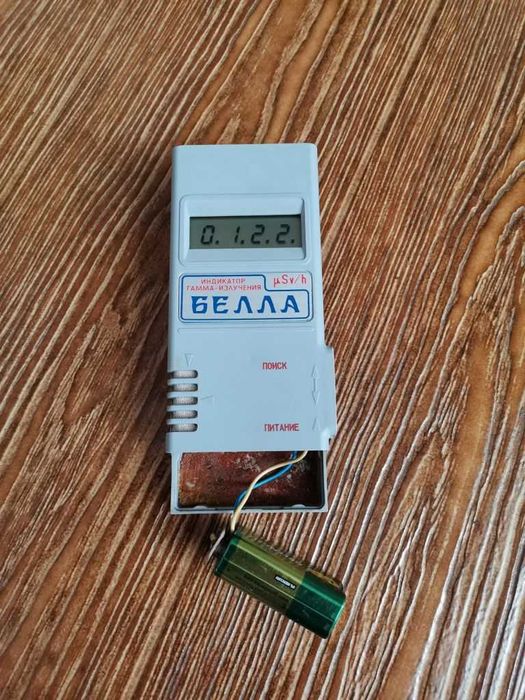 0.1.2.2.
ИНДИКАТОР
ГАММА-ИЗЛУЧЕНИЯ
µSv/h
БЕЛЛА
ПОИСК
ПИТАНИЕ